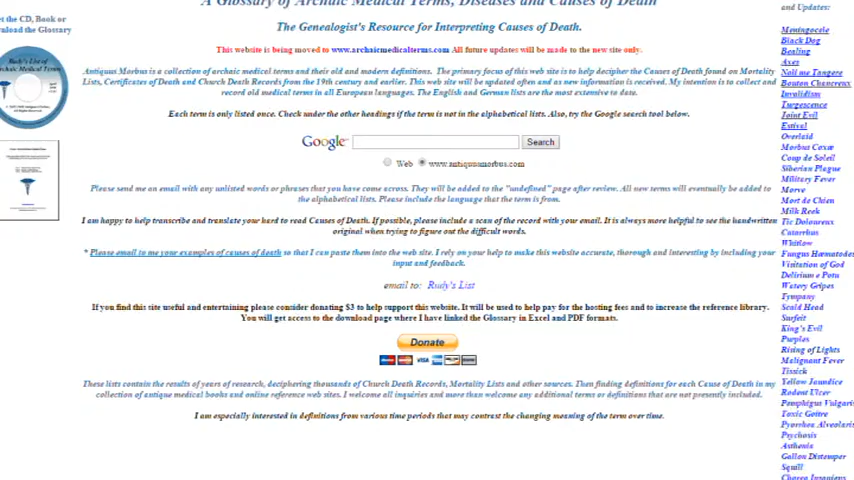 A Glossary of Archaic Medical Terms, Diseases and Causes of Death
The Genealogist's Resource for Interpreting Causes of Death.
This website is being moved to www.archaicmedicalterms.com All future updates will be made to the new site only.
Antiquus Morbus is a collection of archaic medical terms and their old and modern definitions. The primary focus of this web site is to help decipher the Causes of Death found on Mortality
Lists, Certificates of Death and Church Death Records from the 19th century and earlier. This web site will be updated often and as new information is received. My intention is to collect and
record old medical terms in all European languages. The English and German lists are the most extensive to date.
Each term is only listed once. Check under the other headings if the term is not in the alphabetical lists. Also, try the Google search tool below.
Google Search
Web www.antiquusmorbus.com
Please send me an email with any unlisted words or phrases that you have come across. They will be added to the "undefined" page after review. All new terms will eventually be added to
the alphabetical lists. Please include the language that the term is from.
I am happy to help transcribe and translate your hard to read Causes of Death. If possible, please include a scan of the record with your email. It is always more helpful to see the handwritten
original when trying to figure out the difficult words.
* Please email to me your examples of causes of death so that I can paste them into the web site. I rely on your help to make this website accurate, thorough and interesting by including your
input and feedback.
email to: Rudy's List
If you find this site useful and entertaining please consider donating $3 to help support this website. It will be used to help pay for the hosting fees and to increase the reference library.
You will get access to the download page where I have linked the Glossary in Excel and PDF formats.
Donate
VISA
These lists contain the results of years of research, deciphering thousands of Church Death Records, Mortality Lists and other sources. Then finding definitions for each Cause of Death in my
collection of antique medical books and online reference web sites. I welcome all inquiries and more than welcome any additional terms or definitions that are not presently included.
I am especially interested in definitions from various time periods that may contrast the changing meaning of the term over time.
et the CD, Book or
wnload the Glossary
Rudy's List of
Archaic Medical Terms
and Updates:
Meningocele
Black Dog
Bealing
Axes
Noli me Tangere
Bouton Chancreux
Invalidism
Turgescence
Joint Evil
Estival
Overlaid
Morbus Coxæ
Coup de Soleil
Siberian Plague
Military Fever
Morve
Mort de Chien
Milk Reek
Tic Doloureux
Catarrhus
Whitlow
Fungus Hæmatodes
Visitation of God
Delirium e Potu
Watery Gripes
Tympany
Scald Head
Surfeit
King's Evil
Purples
Rising of Lights
Malignant Fever
Tissick
Yellow Jaundice
Rodent Ulcer
Pemphigus Vulgaris
Toxic Goitre
Pyorrhea Alveolaris
Psychosis
Asthenia
Gallon Distemper
Squill
Chorea Insaniens